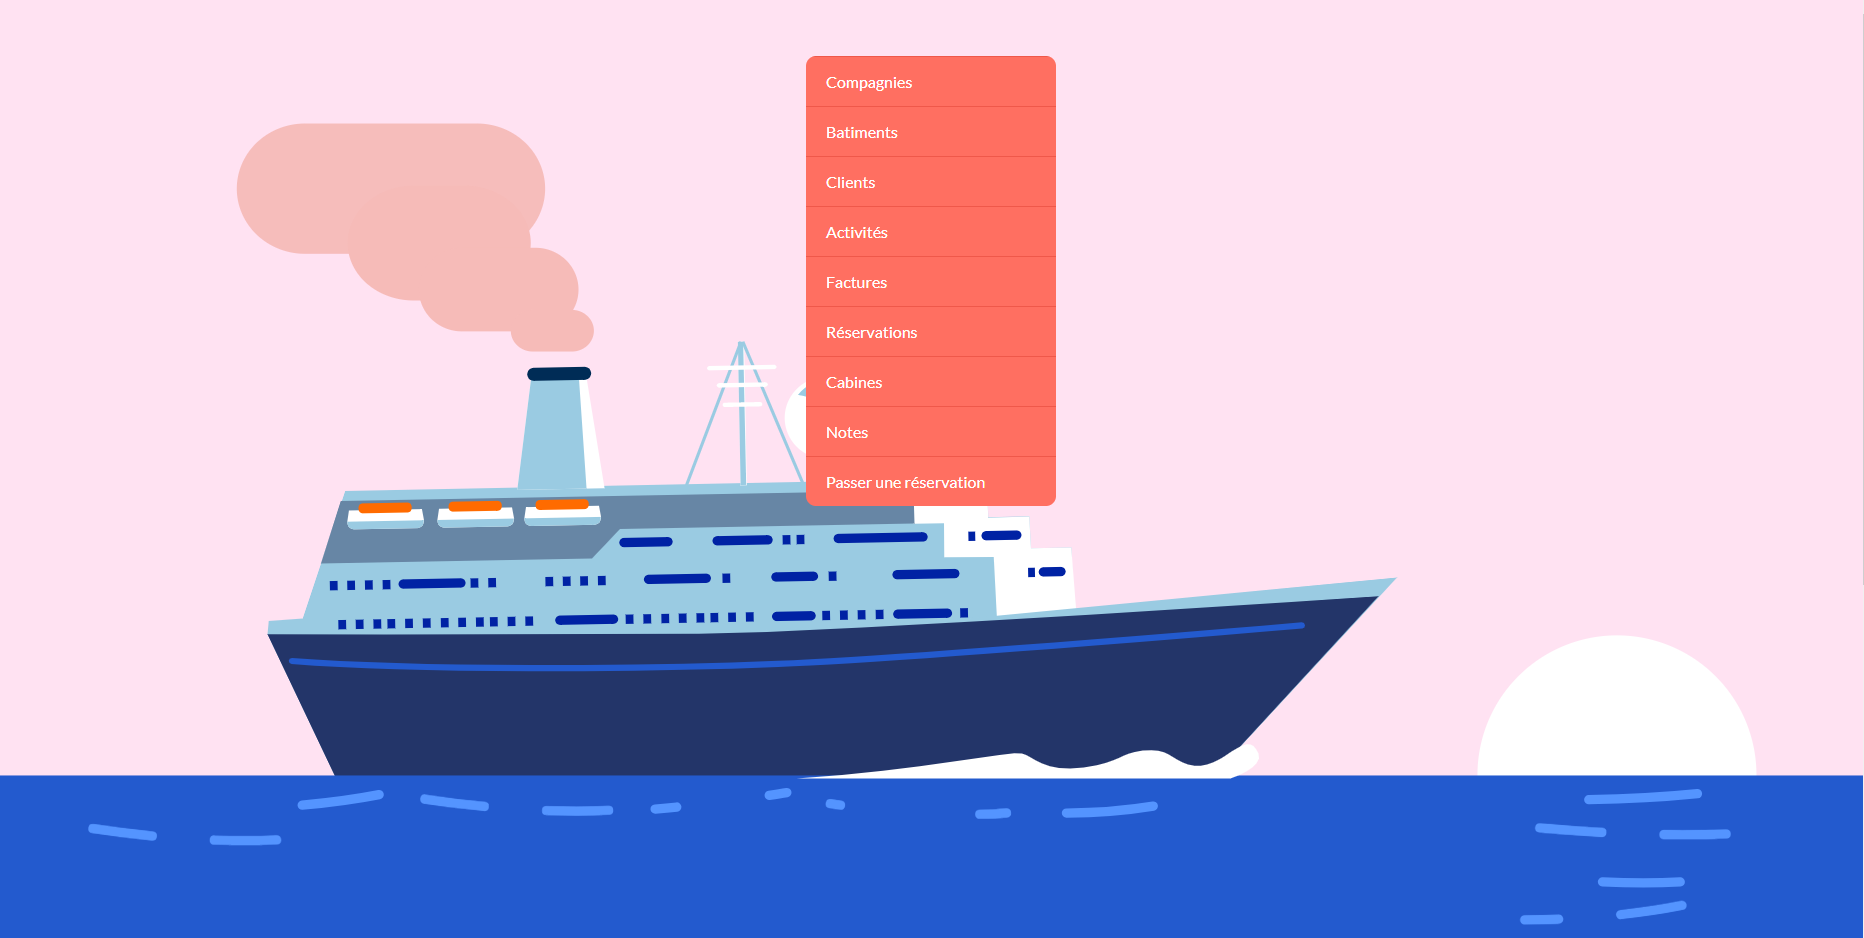 Compagnies
Batiments
Clients
Activités
Factures
Réservations
Cabines
Notes
Passer une réservation